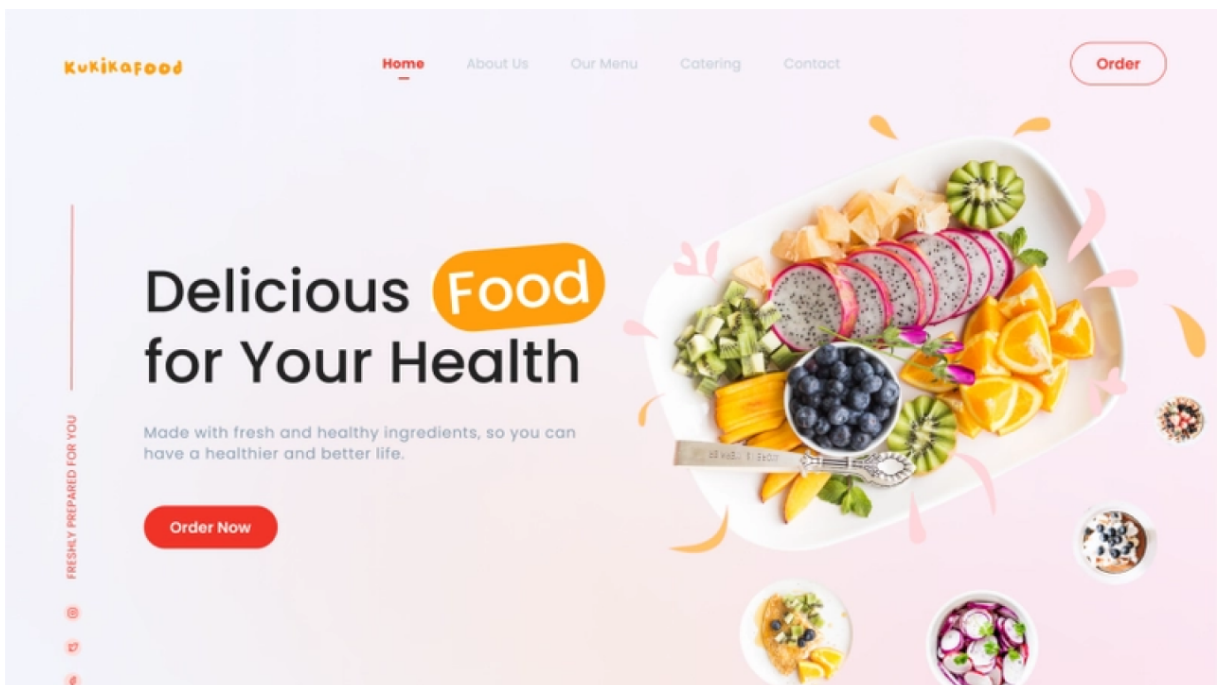 KUKIKAFOOD
Home
About Us
Our Menu
Catering
Contact
Order
Delicious Food
for Your Health
Made with fresh and healthy ingredients, so you can
have a healthier and better life.
Order Now
FRESHLY PREPARED FOR YOU